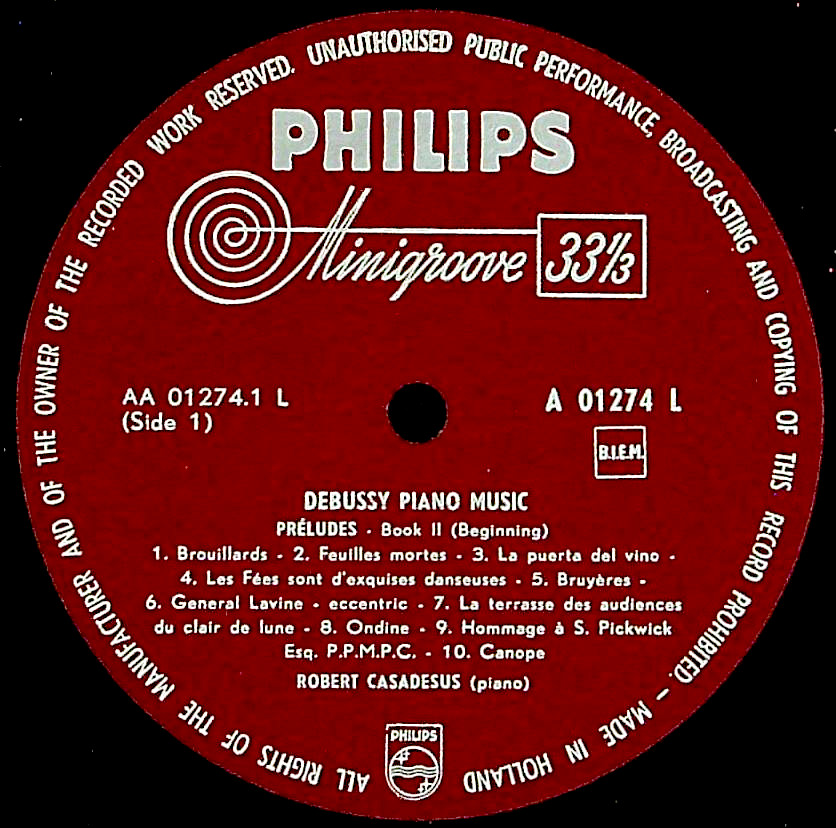 ALL RIGHTS OF THE MANUFACTURER AND OF THE OWNER OF THE RECORDED WORK RESERVED. UNAUTHORISED PUBLIC PERFORMANCE, BROADCASTING AND COPYING OF THIS RECORD PROHIBITED. – MADE IN HOLLAND
PHILIPS
Minigroove 33⅓
AA 01274.1 L
(Side 1)
A 01274 L
B.I.E.M.
DEBUSSY PIANO MUSIC
PRÉLUDES - Book II (Beginning)
1. Brouillards - 2. Feuilles mortes - 3. La puerta del vino -
4. Les Fées sont d'exquises danseuses - 5. Bruyères -
6. General Lavine - eccentric - 7. La terrasse des audiences
du clair de lune - 8. Ondine - 9. Hommage à S. Pickwick
Esq. P.P.M.P.C. - 10. Canope
ROBERT CASADESUS (piano)
PHILIPS